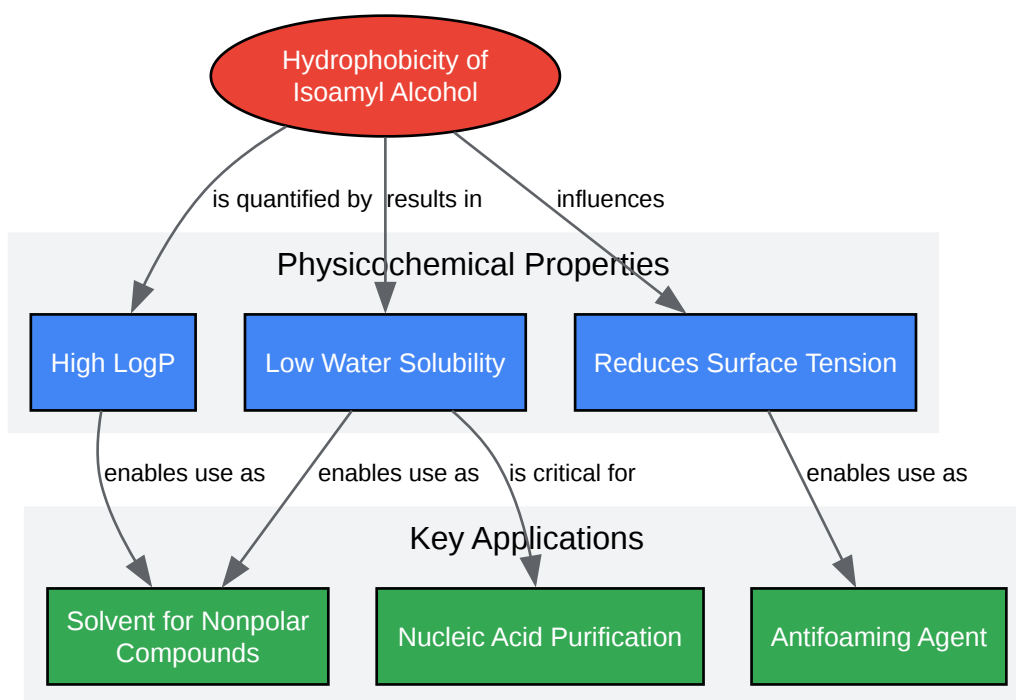 Hydrophobicity of
Isoamyl Alcohol
is quantified by
results in
influences
Physicochemical Properties
High LogP
Low Water Solubility
Reduces Surface Tension
enables use as
enables use as
is critical for
enables use as
Key Applications
Solvent for Nonpolar
Compounds
Nucleic Acid Purification
Antifoaming Agent